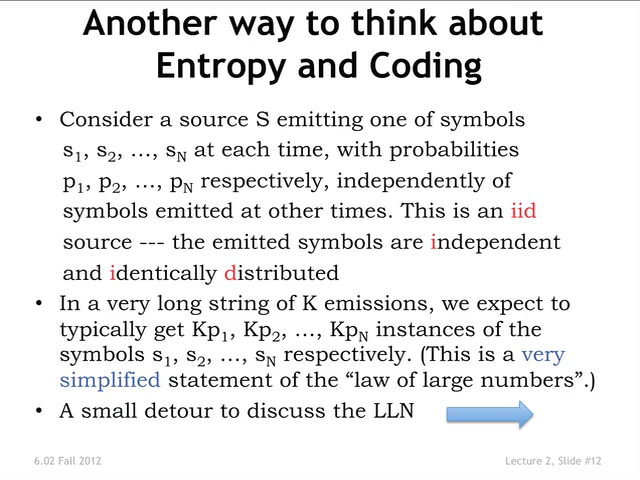 Another way to think about
Entropy and Coding
• Consider a source S emitting one of symbols
s₁, s₂, …, sN at each time, with probabilities
p₁, p₂, …, pN respectively, independently of
symbols emitted at other times. This is an iid
source --- the emitted symbols are independent
and identically distributed
• In a very long string of K emissions, we expect to
typically get Kp₁, Kp₂, …, KpN instances of the
symbols s₁, s₂, …, sN respectively. (This is a very
simplified statement of the “law of large numbers”.)
• A small detour to discuss the LLN
6.02 Fall 2012
Lecture 2, Slide #12